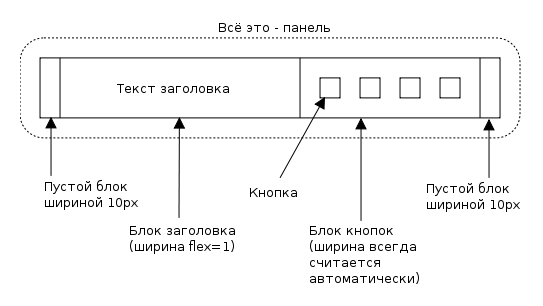 Всё это - панель
Текст заголовка
Пустой блок
шириной 10px
Блок заголовка
(ширина flex=1)
Кнопка
Блок кнопок
(ширина всегда
считается
автоматически)
Пустой блок
шириной 10px